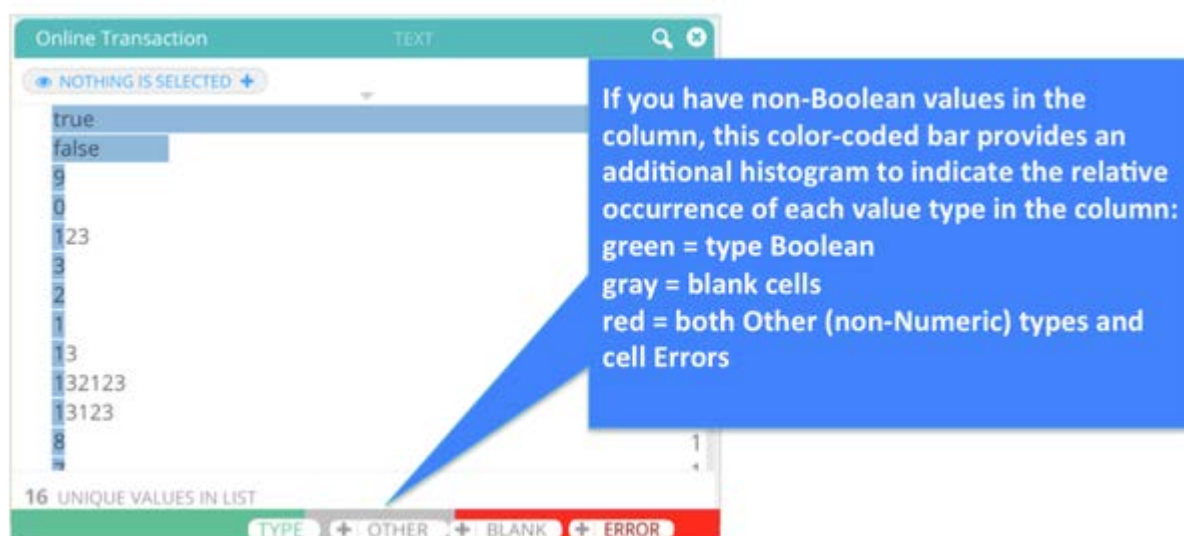 Online Transaction TEXT
NOTHING IS SELECTED +
true
false
9
0
123
3
2
1
13
132123
13123
8 1
16 UNIQUE VALUES IN LIST
TYPE + OTHER + BLANK + ERROR
If you have non-Boolean values in the
column, this color-coded bar provides an
additional histogram to indicate the relative
occurrence of each value type in the column:
green = type Boolean
gray = blank cells
red = both Other (non-Numeric) types and
cell Errors